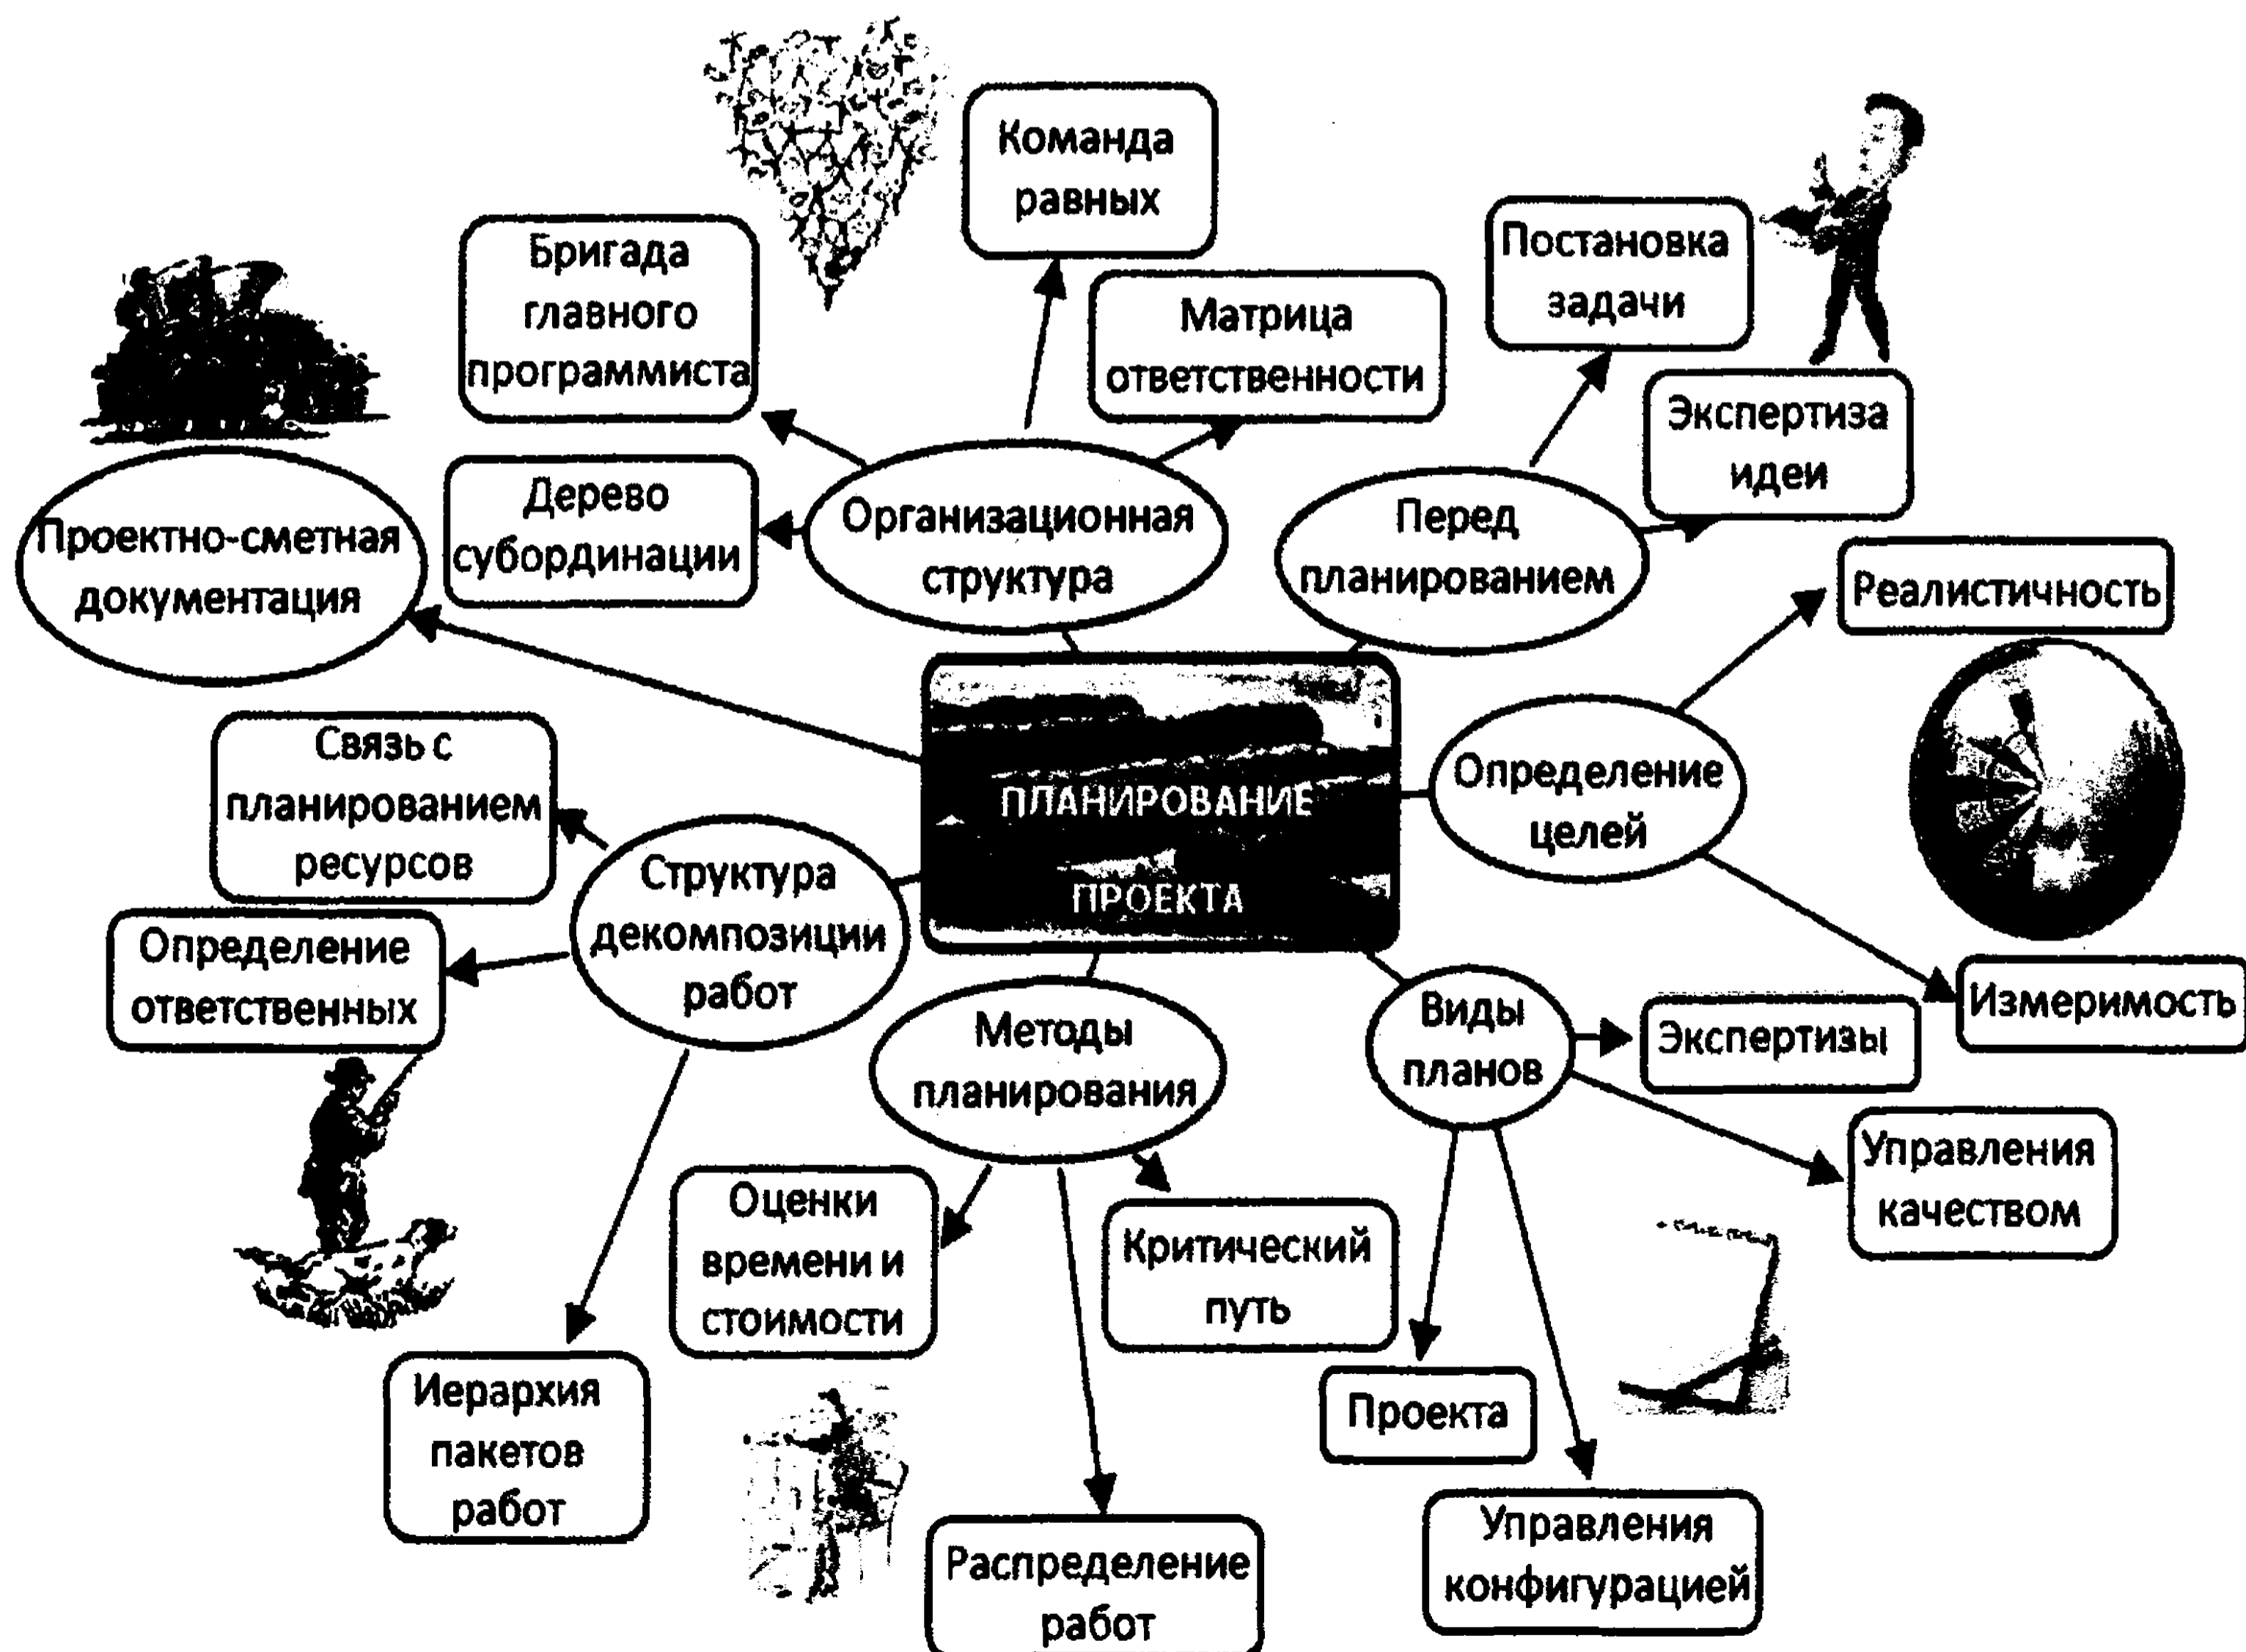 Команда
равных
Бригада
главного
программиста
Матрица
ответственности
Постановка
задачи
Экспертиза
идеи
Дерево
субординации
Организационная
структура
Перед
планированием
Проектно-сметная
документация
Реалистичность
Связь с
планированием
ресурсов
ПЛАНИРОВАНИЕ
ПРОЕКТА
Определение
целей
Структура
декомпозиции
работ
Определение
ответственных
Методы
планирования
Виды
планов
Экспертизы
Измеримость
Управления
качеством
Оценки
времени и
стоимости
Критический
путь
Иерархия
пакетов
работ
Проекта
Распределение
работ
Управления
конфигурацией